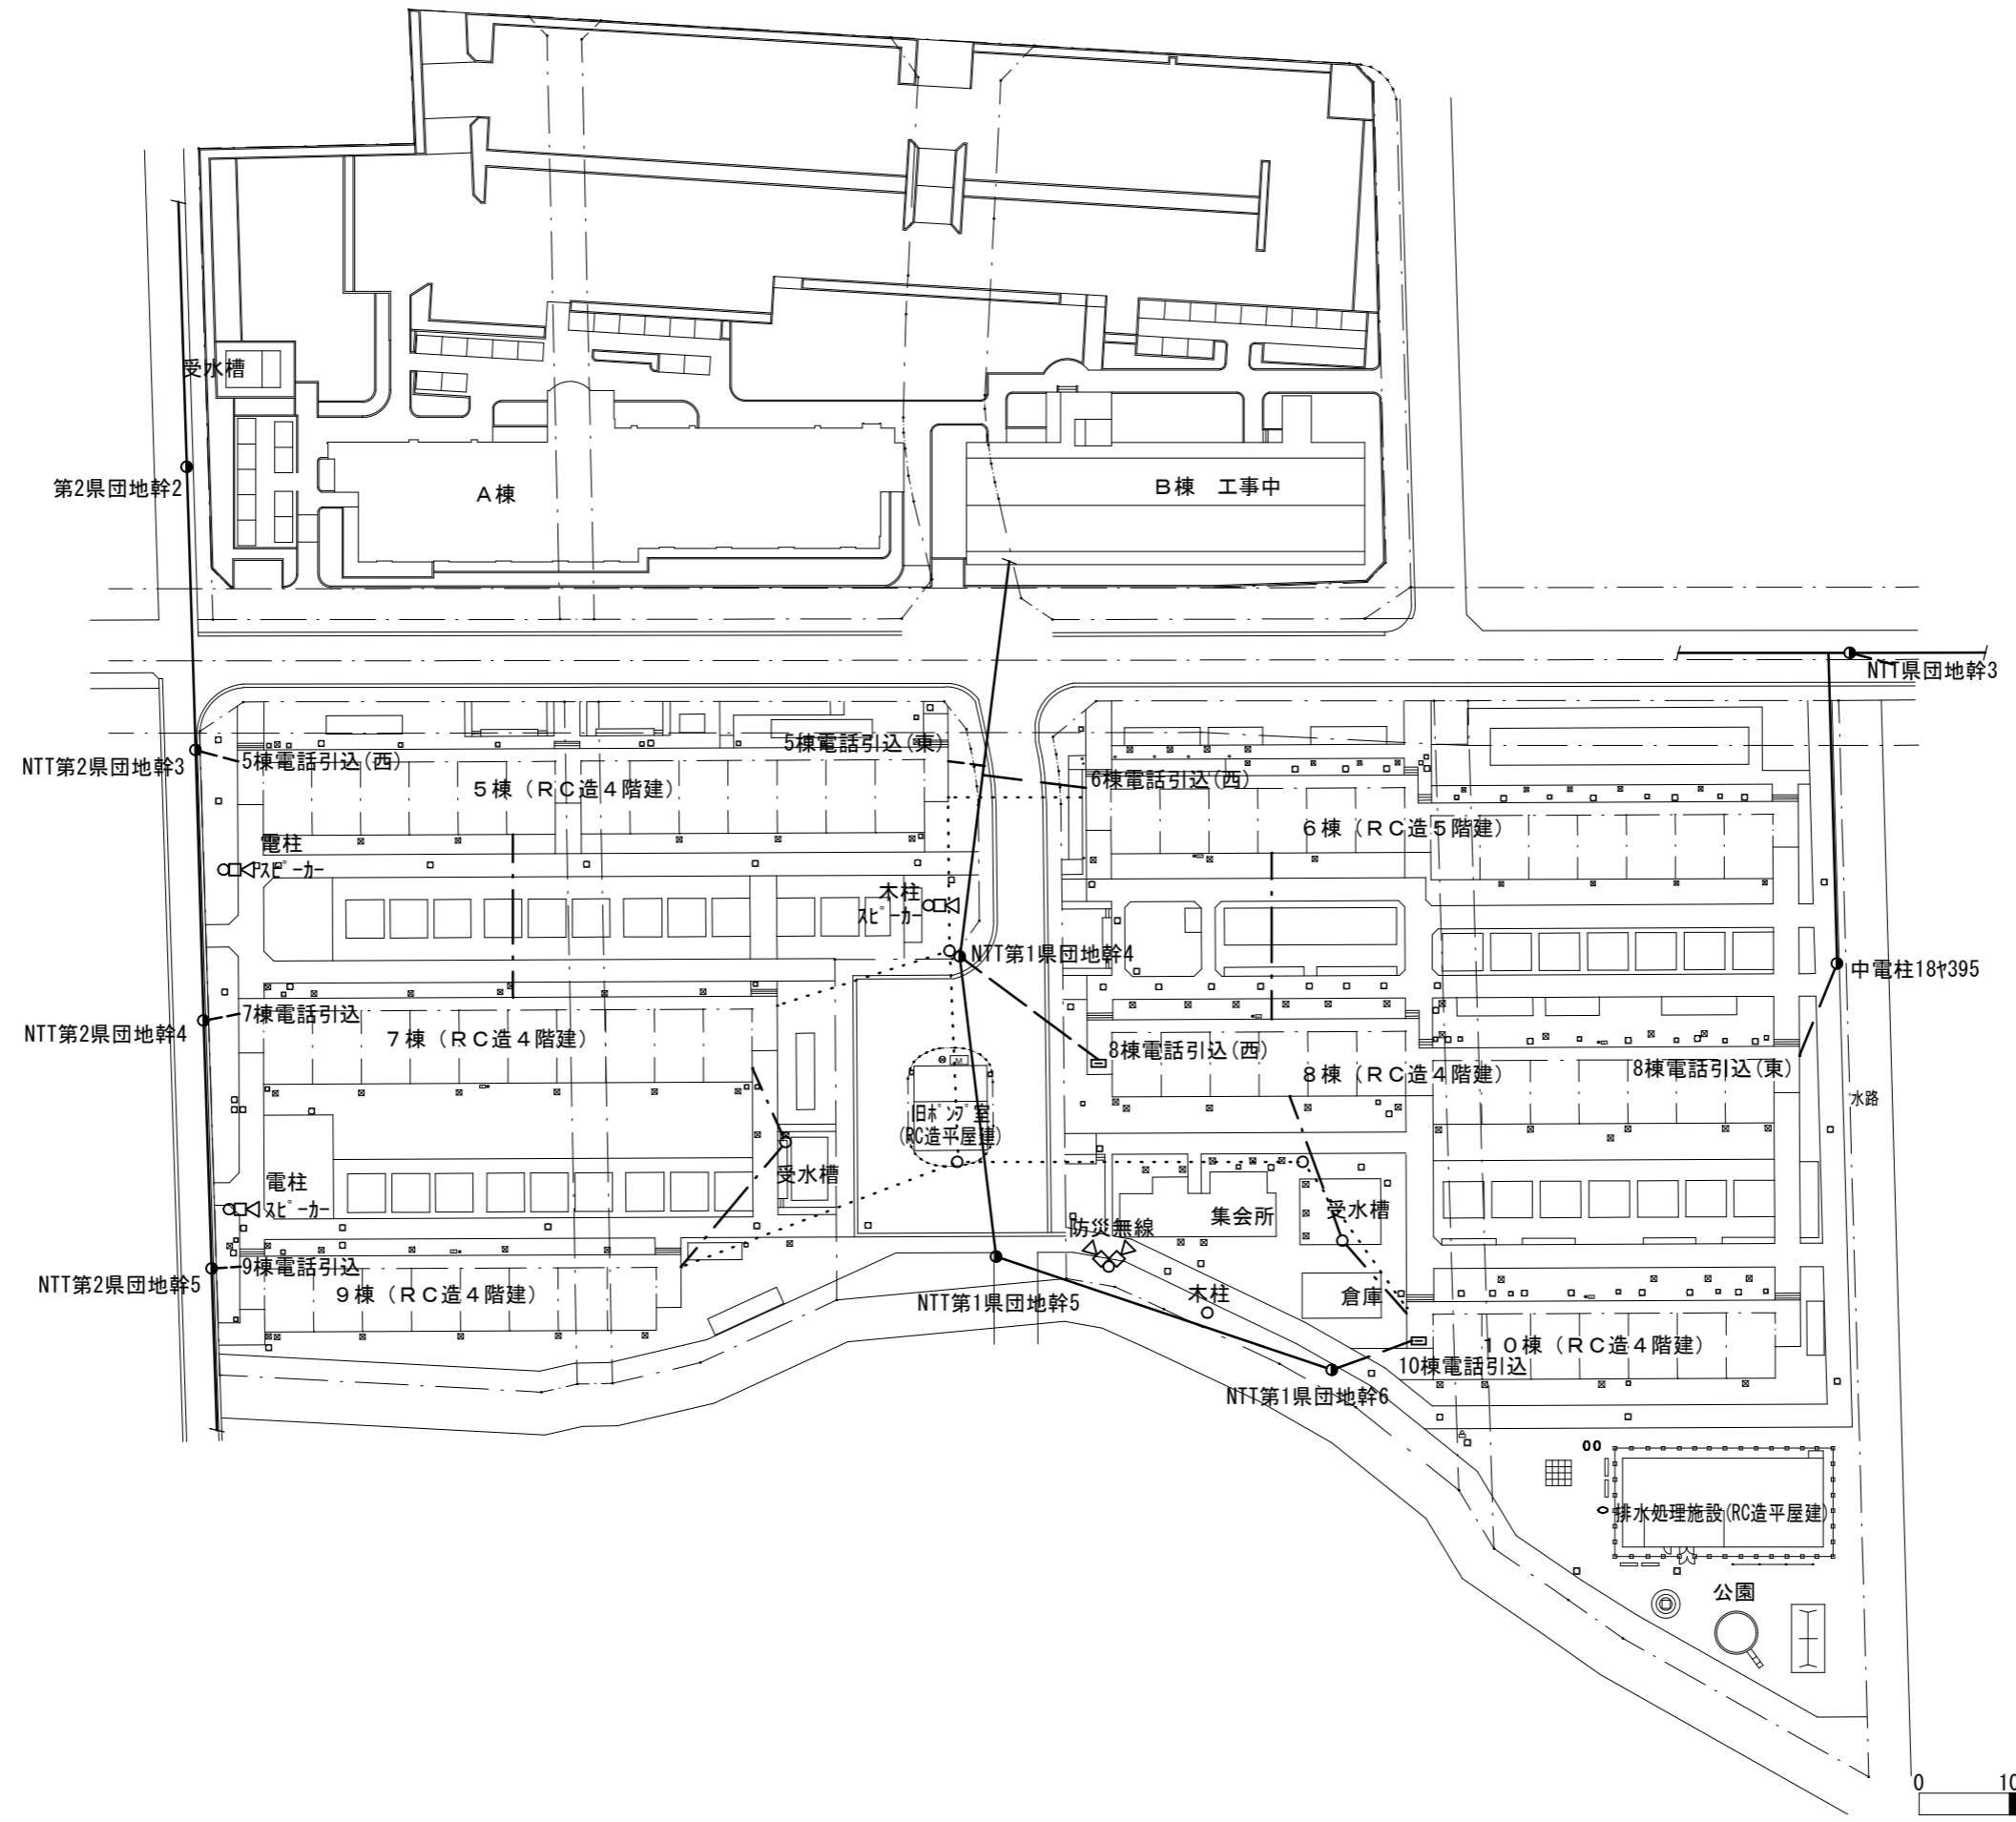 受水槽
第2県団地幹2
A棟
B棟　工事中
NTT県団地幹3
NTT第2県団地幹3
5棟電話引込(西)
5棟電話引込(東)
6棟電話引込(西)
5棟（RC造4階建）
6棟（RC造5階建）
電柱
スピーカー
木柱
スピーカー
NTT第1県団地幹4
中電柱18ﾔ395
NTT第2県団地幹4
7棟電話引込
7棟（RC造4階建）
8棟電話引込(西)
8棟（RC造4階建）
8棟電話引込(東)
水路
旧ポンプ室
(RC造平屋建)
M
受水槽
電柱
スピーカー
防災無線
集会所
受水槽
NTT第2県団地幹5
9棟電話引込
9棟（RC造4階建）
NTT第1県団地幹5
木柱
倉庫
10棟（RC造4階建）
10棟電話引込
NTT第1県団地幹6
排水処理施設(RC造平屋建)
公園
0
10